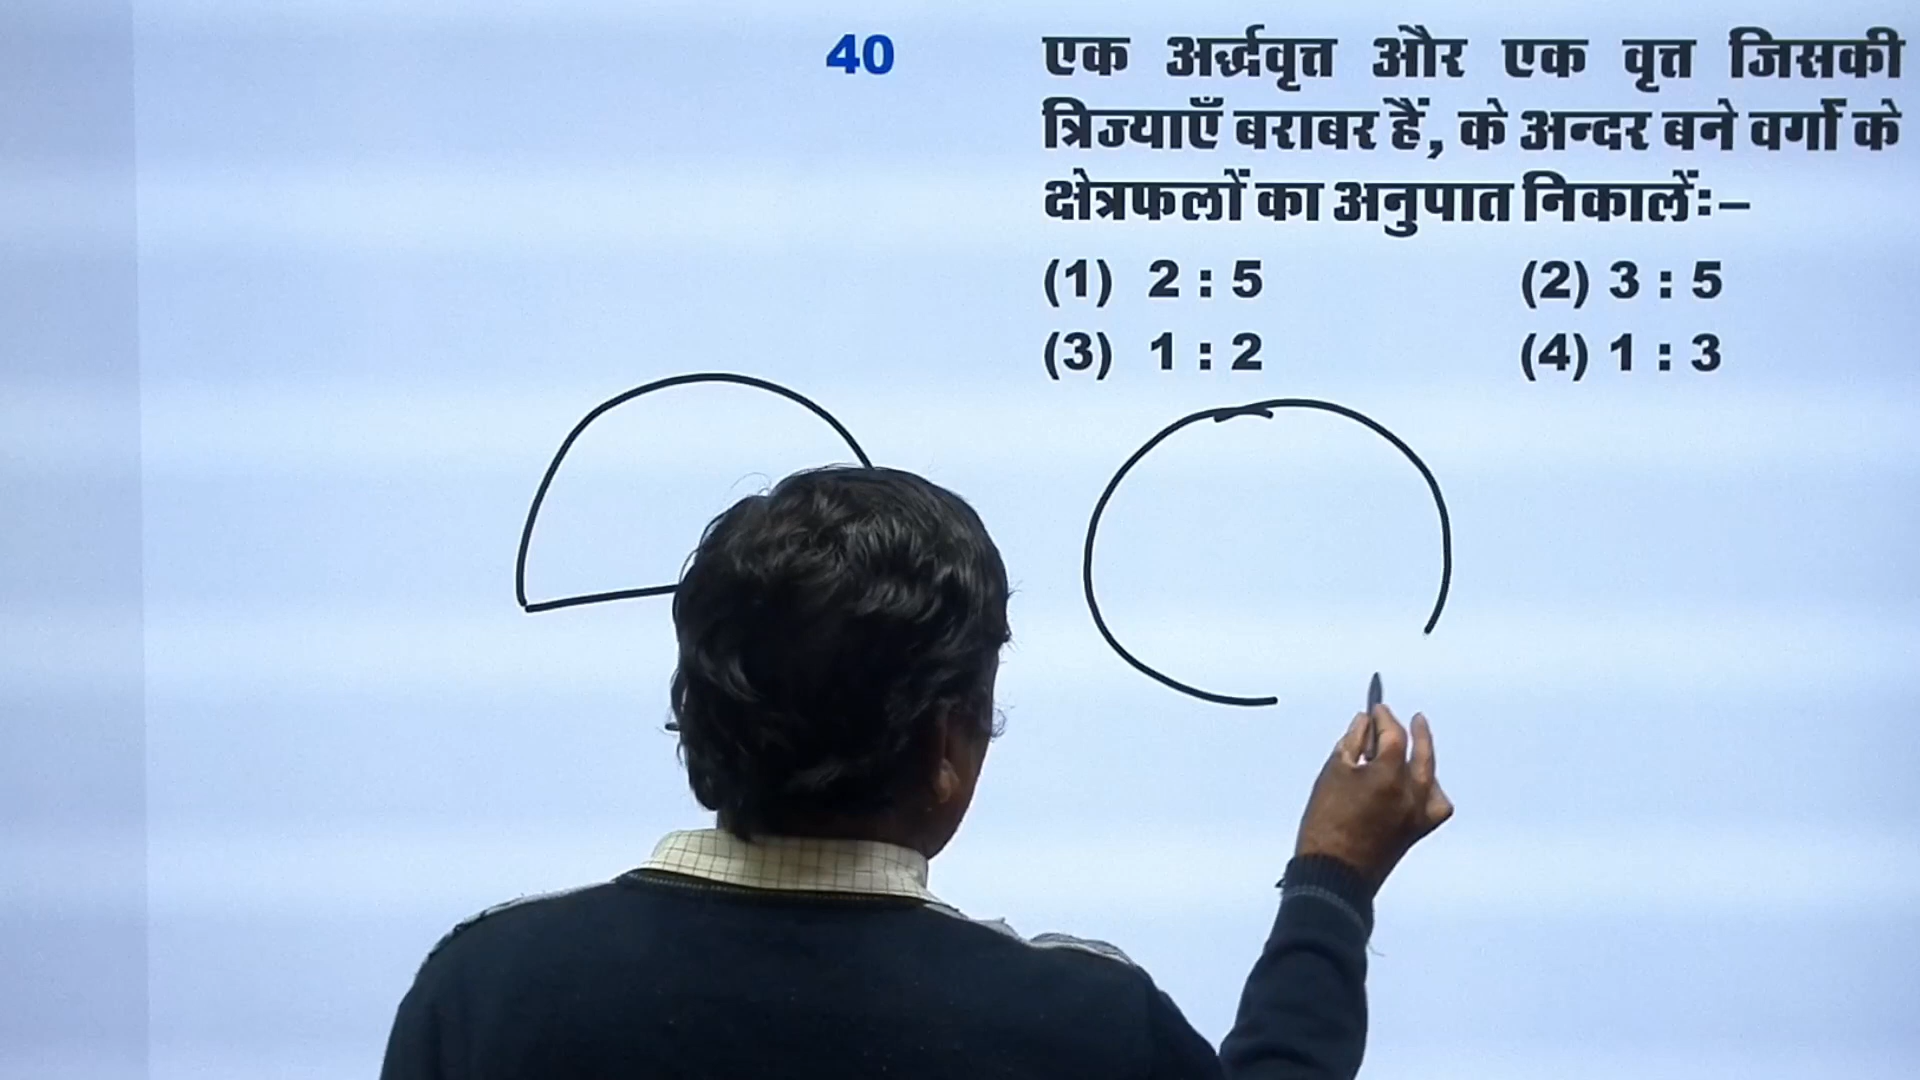 40 एक अर्द्धवृत्त और एक वृत्त जिसकी
त्रिज्याएँ बराबर हैं, के अन्दर बने वर्गो के
क्षेत्रफलों का अनुपात निकालेंः–
(1) 2 : 5 (2) 3 : 5
(3) 1 : 2 (4) 1 : 3